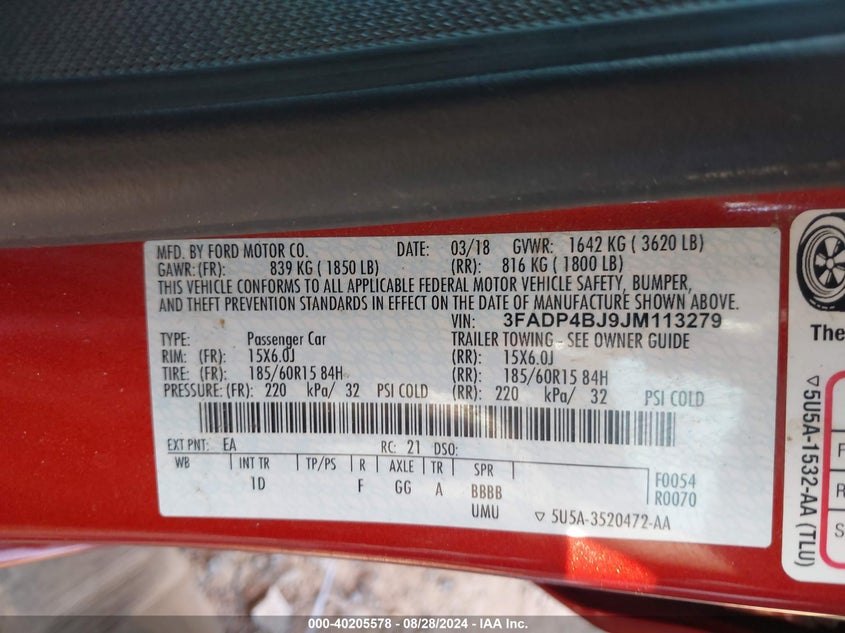 MFD. BY FORD MOTOR CO. DATE: 03/18 GVWR: 1642 KG ( 3620 LB)
GAWR: (FR): 839 KG ( 1850 LB) (RR): 816 KG ( 1800 LB)
THIS VEHICLE CONFORMS TO ALL APPLICABLE FEDERAL MOTOR VEHICLE SAFETY, BUMPER,
AND THEFT PREVENTION STANDARDS IN EFFECT ON THE DATE OF MANUFACTURE SHOWN ABOVE.
VIN: 3FADP4BJ9JM113279
TYPE: Passenger Car TRAILER TOWING - SEE OWNER GUIDE
RIM: (FR): 15X6.0J (RR): 15X6.0J
TIRE: (FR): 185/60R15 84H (RR): 185/60R15 84H
PRESSURE: (FR): 220 kPa/ 32 PSI COLD (RR): 220 kPa/ 32 PSI COLD
EXT PNT: EA RC: 21 DSO:
WB INT TR TP/PS R AXLE TR SPR F0054
1D F GG A BBBB R0070
UMU ▽ 5U5A-3520472-AA
The
▽5U5A-1532-AA (TLU)
F
R
S
000-40205578 - 08/28/2024 - IAA Inc.